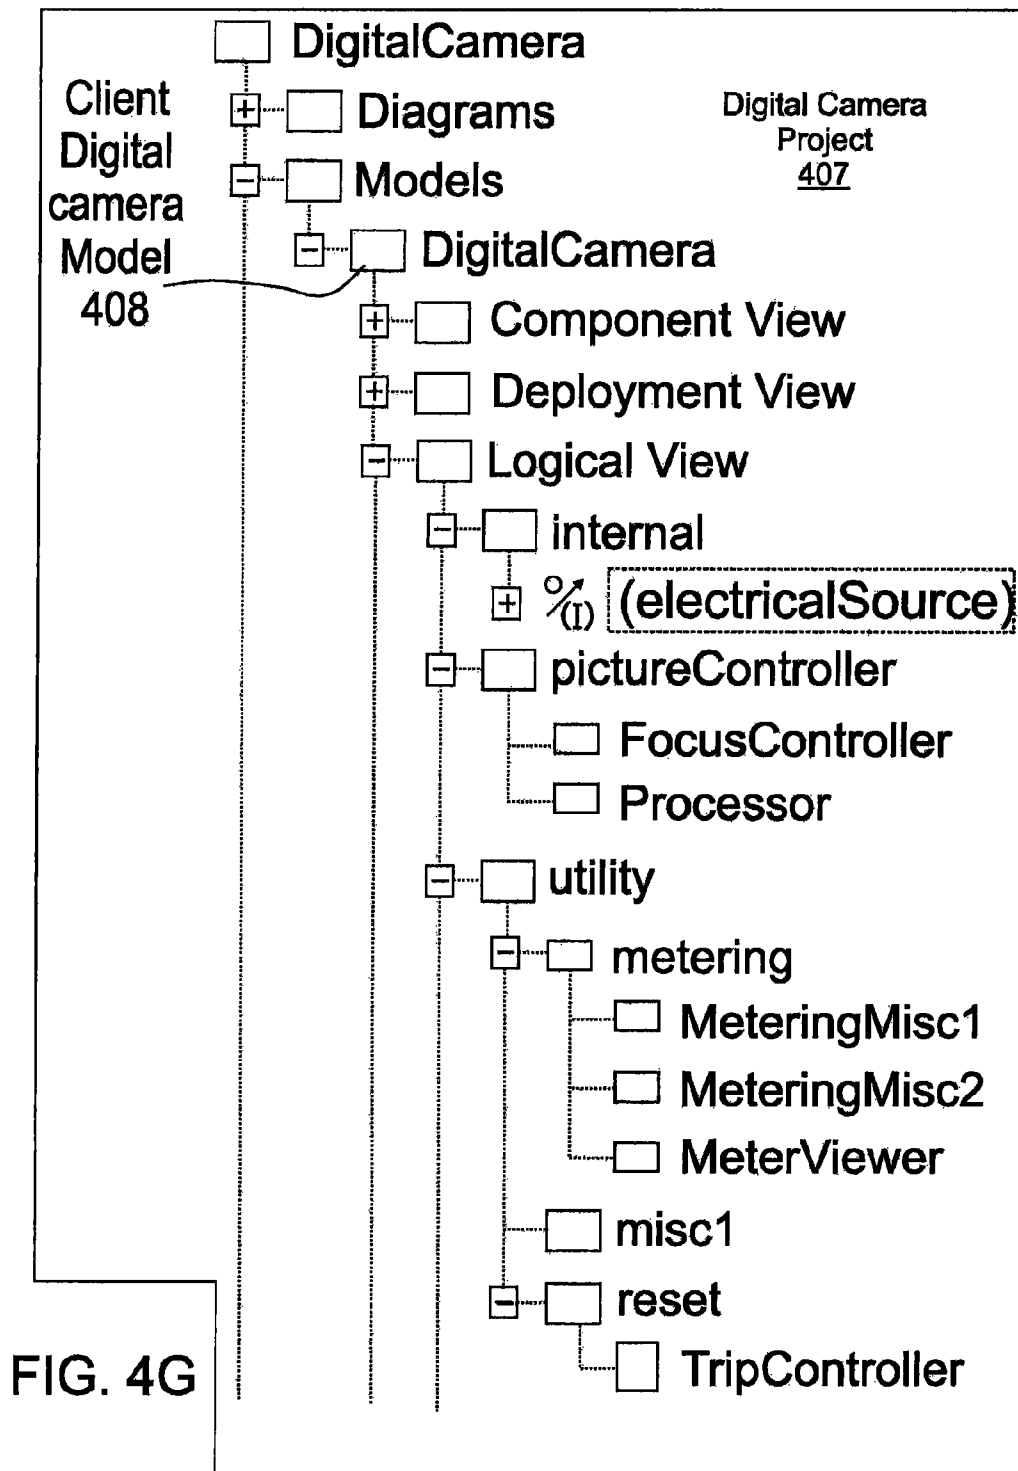 DigitalCamera
Client
Digital
camera
Model
408
Diagrams
Digital Camera
Project
407
Models
DigitalCamera
Component View
Deployment View
Logical View
internal
O/(I) (electricalSource)
pictureController
FocusController
Processor
utility
metering
MeteringMisc1
MeteringMisc2
MeterViewer
misc1
reset
TripController
FIG. 4G